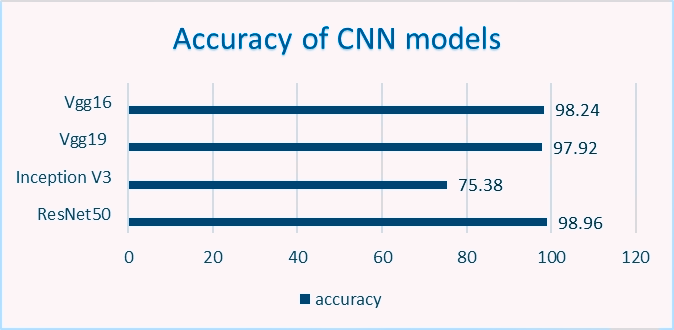 Accuracy of CNN models
Vgg16 98.24
Vgg19 97.92
Inception V3 75.38
ResNet50 98.96
0 20 40 60 80 100 120
accuracy